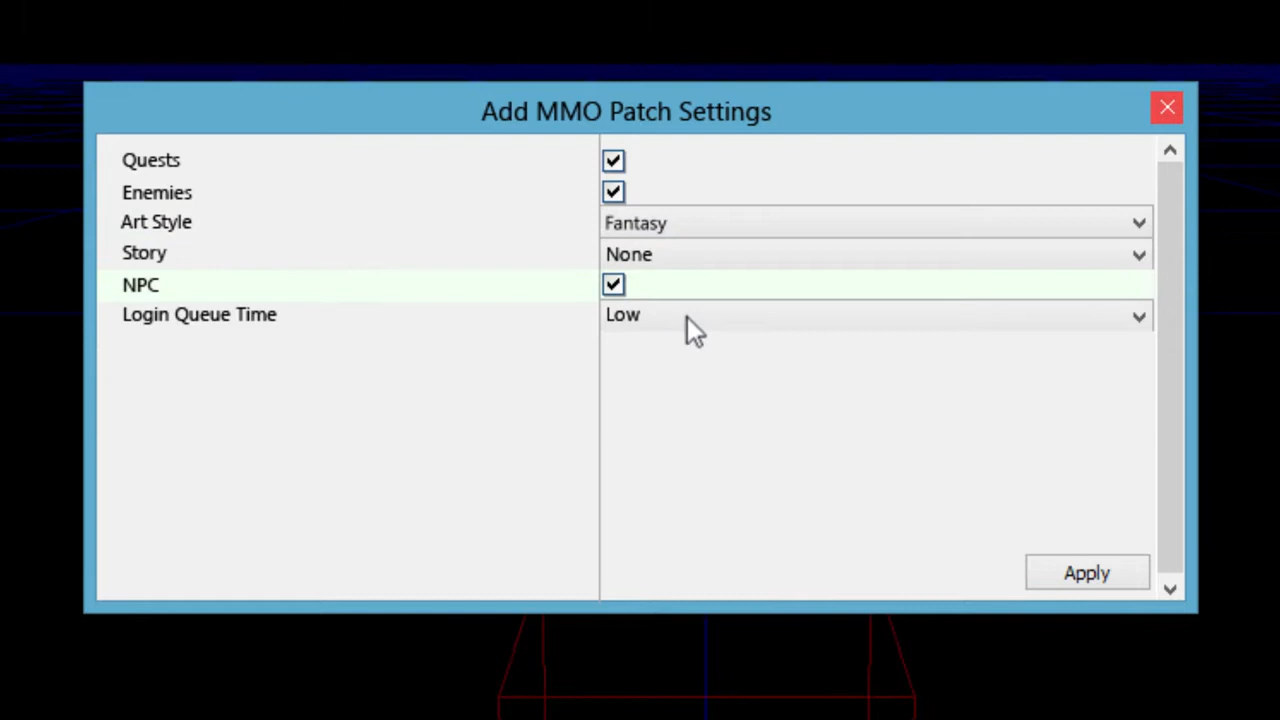 Add MMO Patch Settings
Quests
Enemies
Art Style Fantasy
Story None
NPC
Login Queue Time Low
Apply